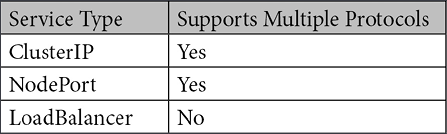 Service Type Supports Multiple Protocols
ClusterIP Yes
NodePort Yes
LoadBalancer No